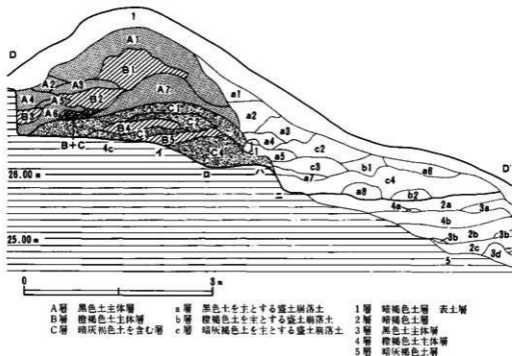 1
D
A1
B1
A2
A3
A4
A5
B2
A7
B3
A6
C1
B4
C3
B5
C4
B+C
4c
イ
ロ
ハ
ニ
a1
a2
a3
a4
a5
c2
c3
a7
b1
a6
c4
a8
b2
D'
4a
2a
3a
4b
3b
2b
3b
2c
3d
5
26.00m
25.00m
0 3m
A層 黒色土主体層 a層 黒色土を主とする盛土崩落土 1層 暗褐色土層 表土層
B層 橙褐色土主体層 b層 橙褐色土を主とする盛土崩落土 2層 暗褐色土層
C層 暗灰褐色土を含む層 c層 暗灰褐色土を主とする盛土崩落土 3層 黒色土主体層
4層 橙褐色土主体層
5層 暗灰褐色土層